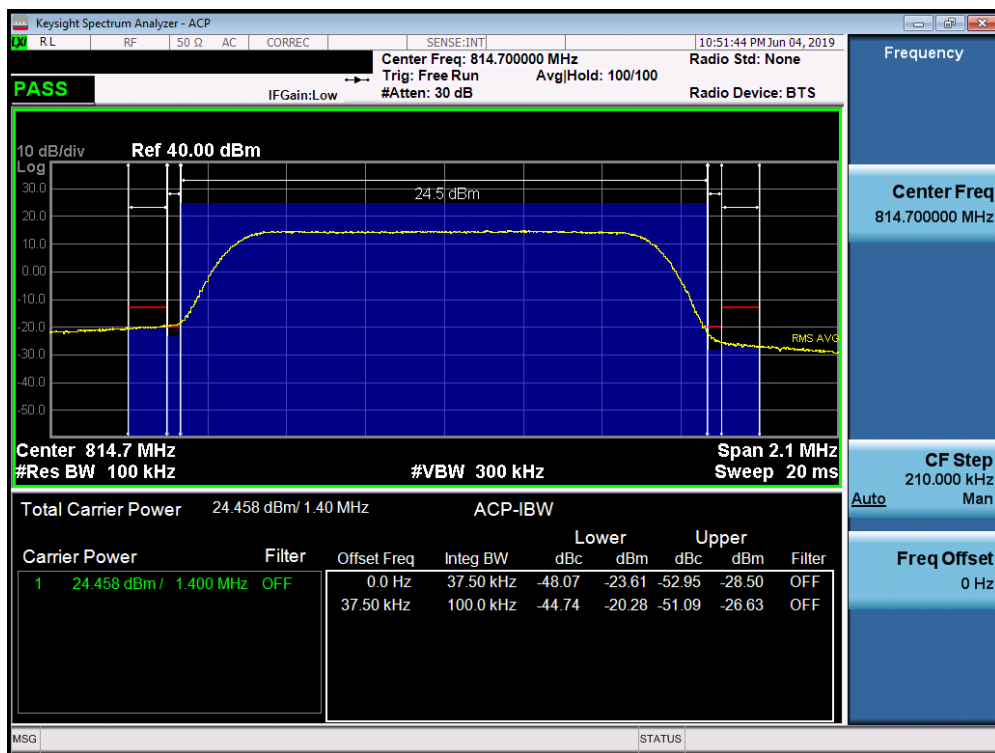 Keysight Spectrum Analyzer - ACP
LXI RL RF 50 Ω AC CORREC SENSE:INT 10:51:44 PM Jun 04, 2019
Center Freq: 814.700000 MHz Radio Std: None
Trig: Free Run Avg|Hold: 100/100
PASS IFGain:Low #Atten: 30 dB Radio Device: BTS
10 dB/div Ref 40.00 dBm
Log
30.0
24.5 dBm
20.0
10.0
0.00
-10.0
-20.0
RMS AVG
-30.0
-40.0
-50.0
Center 814.7 MHz Span 2.1 MHz
#Res BW 100 kHz #VBW 300 kHz Sweep 20 ms
Total Carrier Power 24.458 dBm/ 1.40 MHz ACP-IBW
Lower Upper
Carrier Power Filter Offset Freq Integ BW dBc dBm dBc dBm Filter
1 24.458 dBm / 1.400 MHz OFF 0.0 Hz 37.50 kHz -48.07 -23.61 -52.95 -28.50 OFF
37.50 kHz 100.0 kHz -44.74 -20.28 -51.09 -26.63 OFF
MSG STATUS
Frequency
Center Freq
814.700000 MHz
CF Step
210.000 kHz
Auto Man
Freq Offset
0 Hz